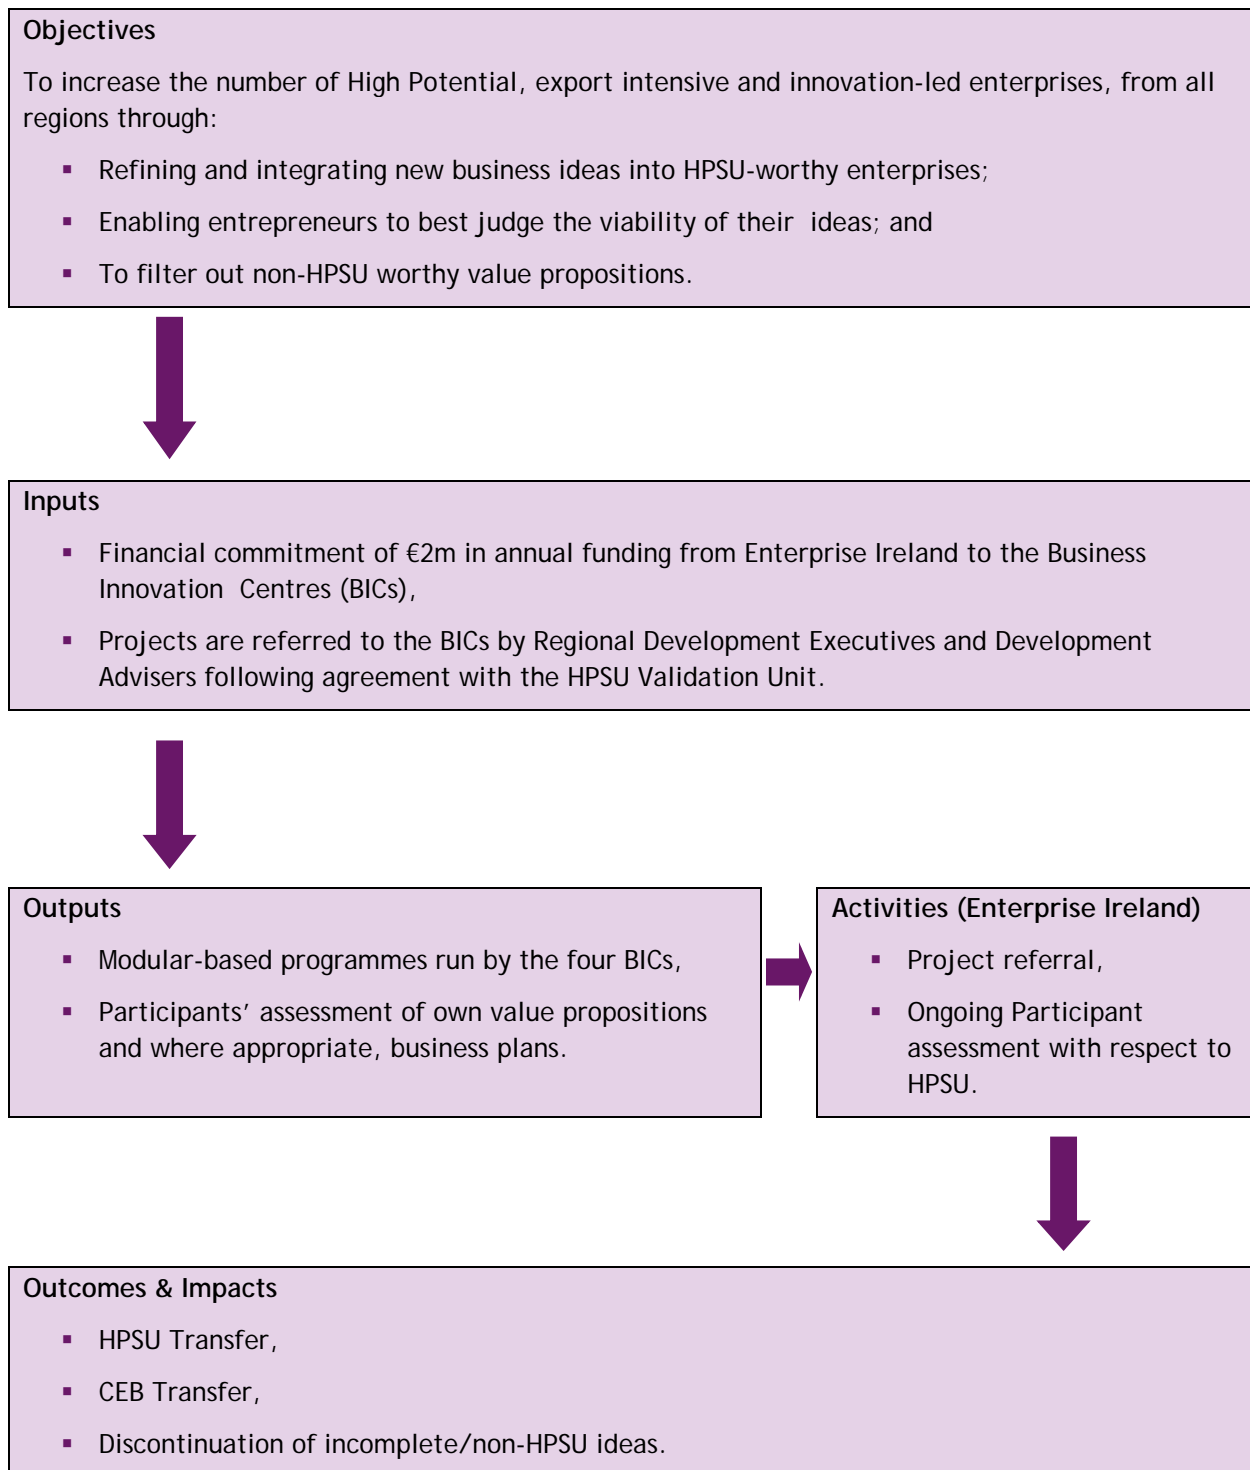 Objectives
To increase the number of High Potential, export intensive and innovation-led enterprises, from all
regions through:
▪ Refining and integrating new business ideas into HPSU-worthy enterprises;
▪ Enabling entrepreneurs to best judge the viability of their ideas; and
▪ To filter out non-HPSU worthy value propositions.
Inputs
▪ Financial commitment of €2m in annual funding from Enterprise Ireland to the Business
Innovation Centres (BICs),
▪ Projects are referred to the BICs by Regional Development Executives and Development
Advisers following agreement with the HPSU Validation Unit.
Outputs
▪ Modular-based programmes run by the four BICs,
▪ Participants’ assessment of own value propositions
and where appropriate, business plans.
Activities (Enterprise Ireland)
▪ Project referral,
▪ Ongoing Participant
assessment with respect to
HPSU.
Outcomes & Impacts
▪ HPSU Transfer,
▪ CEB Transfer,
▪ Discontinuation of incomplete/non-HPSU ideas.